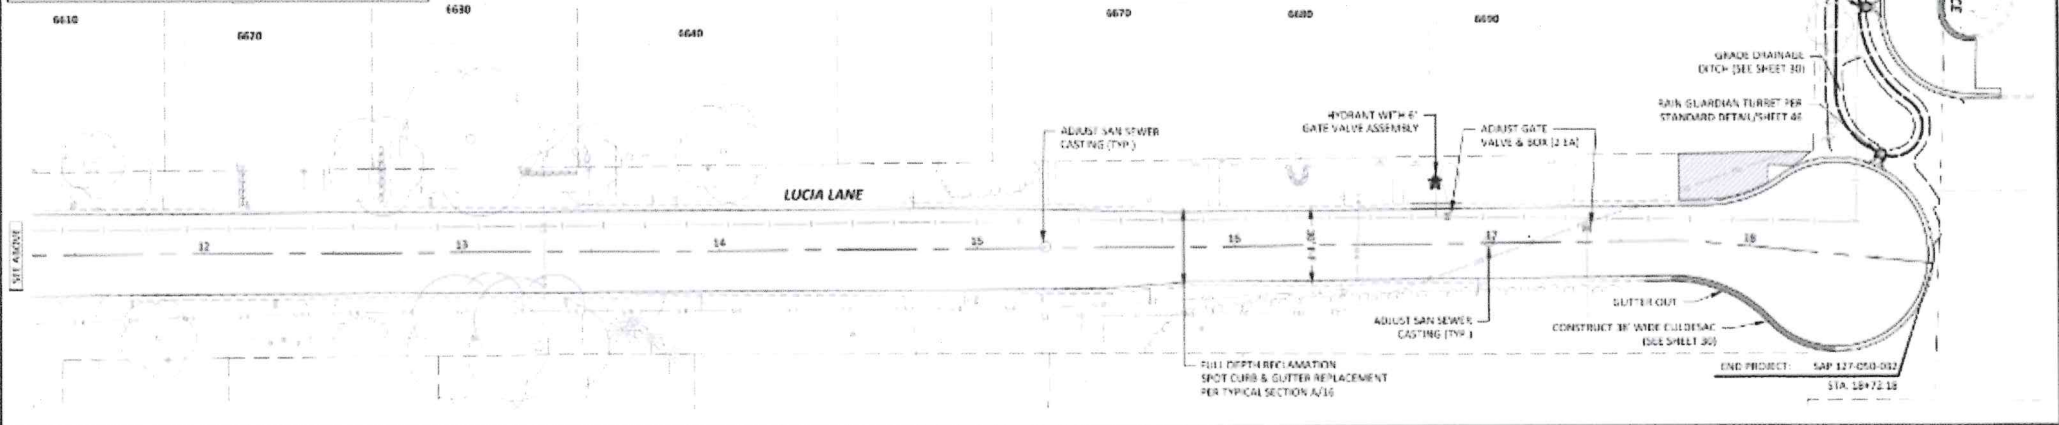 6610
6620
6630
6640
6670
6680
6690
GRADE DRAINAGE
DITCH (SEE SHEET 30)
RAIN GUARDIAN TURRET PER
STANDARD DETAIL/SHEET 46
HYDRANT WITH 6"
GATE VALVE ASSEMBLY
ADJUST GATE
VALVE & BOX (2 EA)
ADJUST SAN SEWER
CASTING (TYP.)
LUCIA LANE
SEE ABOVE
12
13
14
15
16
17
18
GUTTER OUT
ADJUST SAN SEWER
CASTING (TYP.)
CONSTRUCT 38' WIDE CULDESAC
(SEE SHEET 30)
FULL DEPTH RECLAMATION
SPOT CURB & GUTTER REPLACEMENT
PER TYPICAL SECTION A/16
END PROJECT: SAP 127-050-032
STA. 18+72.18